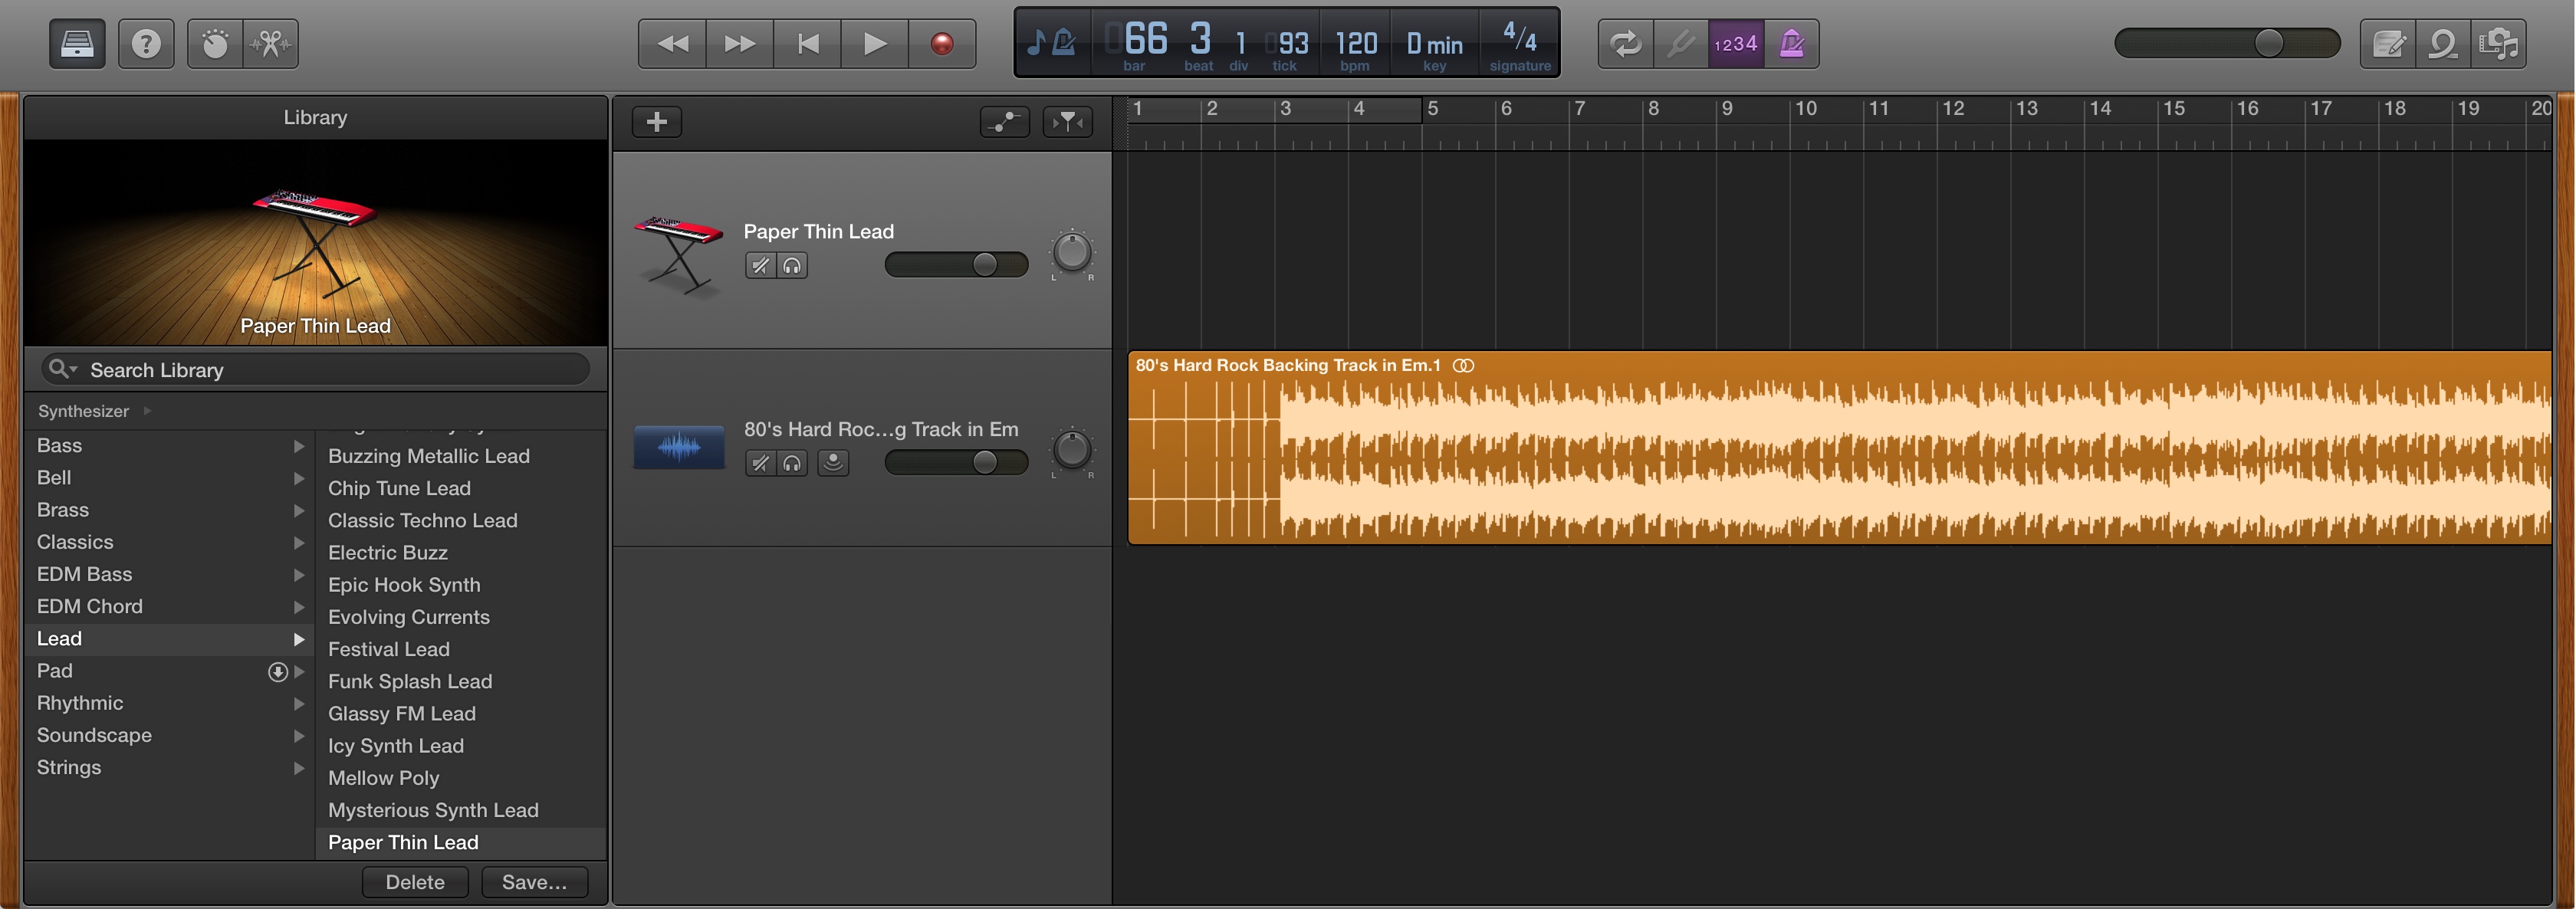 ?
066 3 1 093 120 D min 4/4
bar beat div tick bpm key signature
1234
Library
Paper Thin Lead
Search Library
Synthesizer
Bass
Bell
Brass
Classics
EDM Bass
EDM Chord
Lead
Pad
Rhythmic
Soundscape
Strings
Buzzing Metallic Lead
Chip Tune Lead
Classic Techno Lead
Electric Buzz
Epic Hook Synth
Evolving Currents
Festival Lead
Funk Splash Lead
Glassy FM Lead
Icy Synth Lead
Mellow Poly
Mysterious Synth Lead
Paper Thin Lead
Delete Save...
Paper Thin Lead
L R
80's Hard Roc...g Track in Em
L R
1 2 3 4 5 6 7 8 9 10 11 12 13 14 15 16 17 18 19 20
80's Hard Rock Backing Track in Em.1